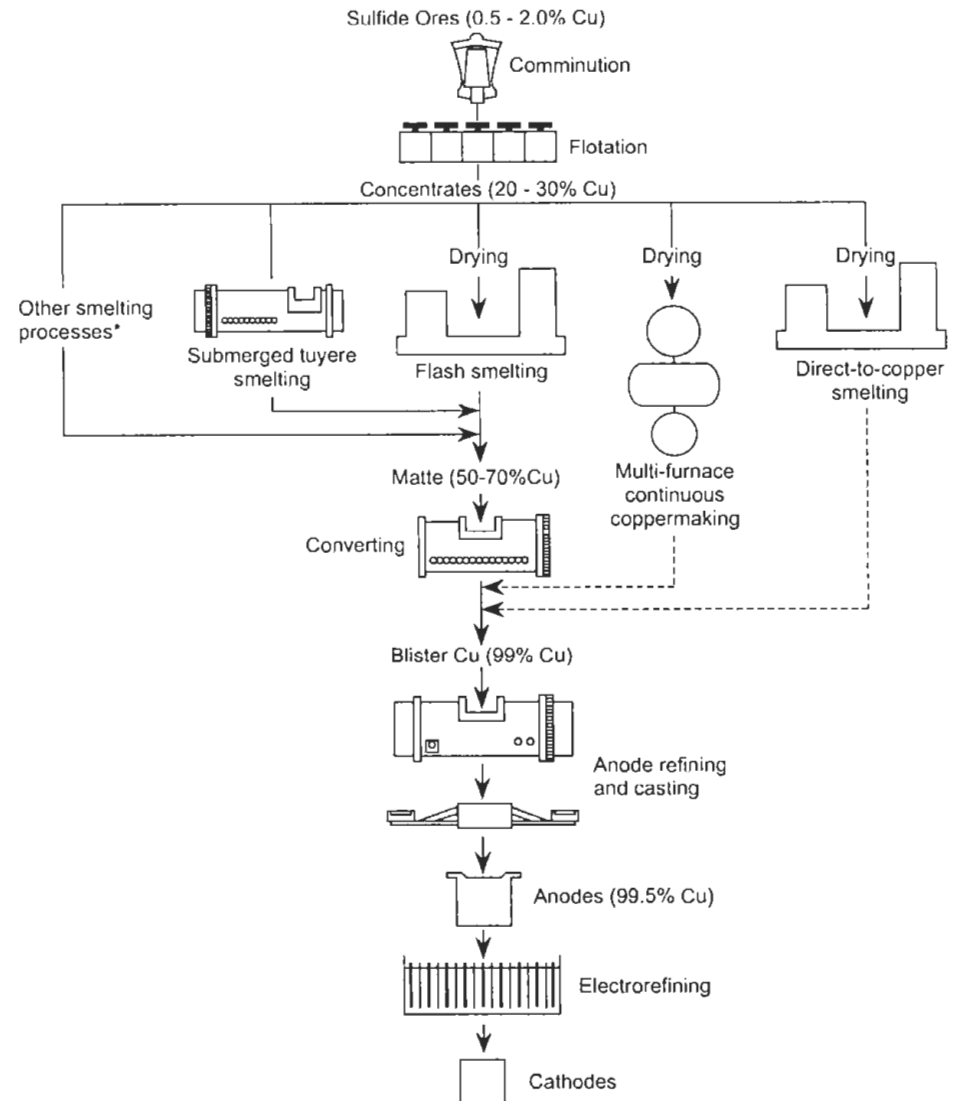 Sulfide Ores (0.5 - 2.0% Cu)
Comminution
Flotation
Concentrates (20 - 30% Cu)
Drying
Drying
Drying
Other smelting
processes*
Submerged tuyere
smelting
Flash smelting
Direct-to-copper
smelting
Multi-furnace
continuous
coppermaking
Matte (50-70%Cu)
Converting
Blister Cu (99% Cu)
Anode refining
and casting
Anodes (99.5% Cu)
Electrorefining
Cathodes